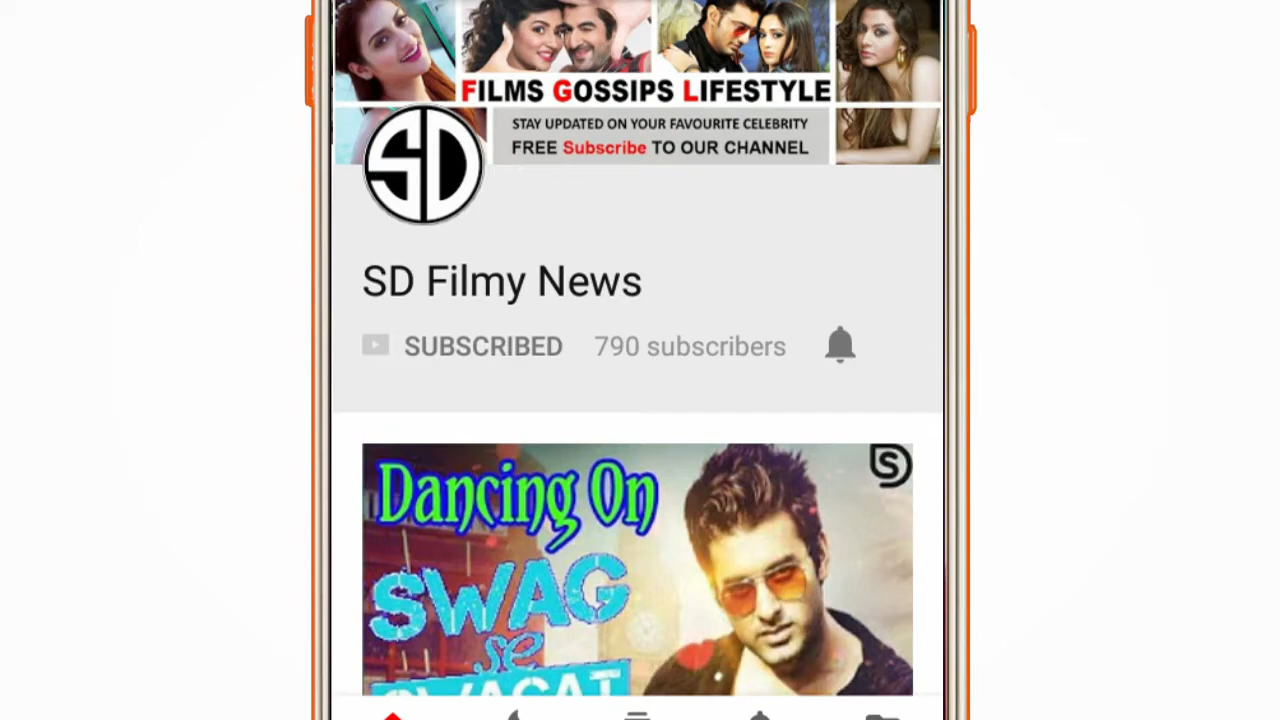 FILMS GOSSIPS LIFESTYLE
STAY UPDATED ON YOUR FAVOURITE CELEBRITY
FREE Subscribe TO OUR CHANNEL
SD
SD Filmy News
SUBSCRIBED 790 subscribers
S
Dancing On
SWAG
se
SWAGAT